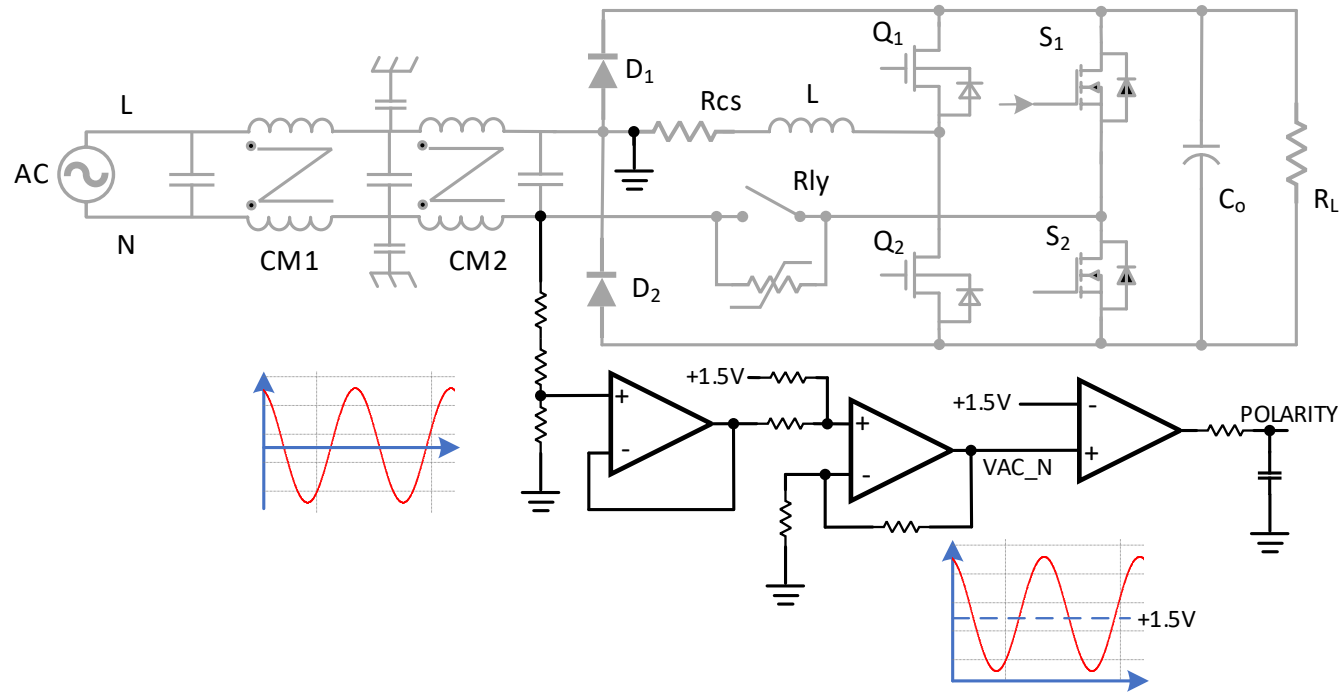 Q₁
S₁
D₁
L
Rcs
L
AC
Rly
Cₒ
R_L
N
CM1
CM2
D₂
Q₂
S₂
+1.5V
+
-
+
-
+1.5V
-
+
POLARITY
VAC_N
+1.5V